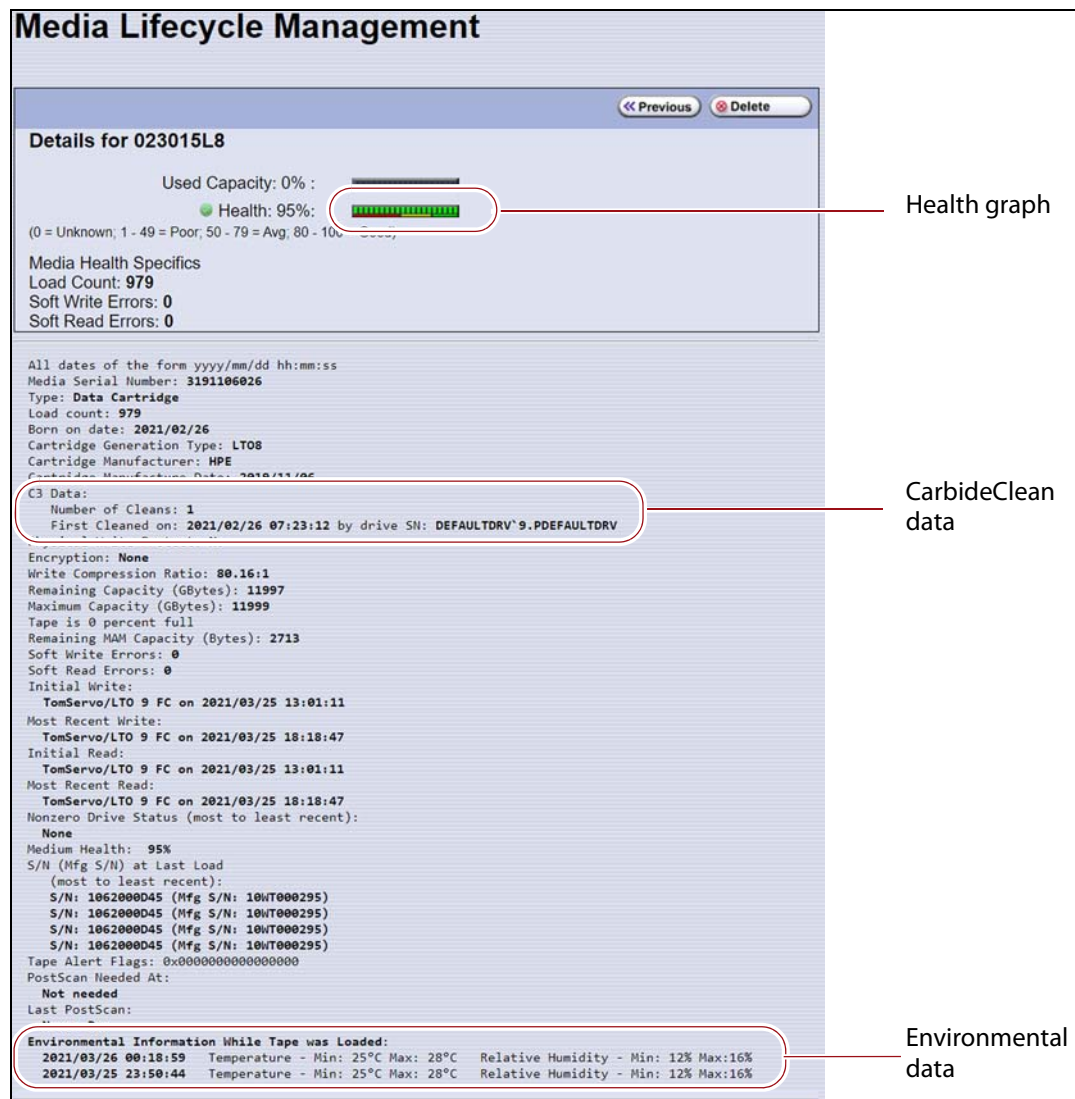 Media Lifecycle Management
Previous
Delete
Details for 023015L8
Used Capacity: 0% :
Health: 95%:
Health graph
(0 = Unknown; 1 - 49 = Poor; 50 - 79 = Avg; 80 - 100
Media Health Specifics
Load Count: 979
Soft Write Errors: 0
Soft Read Errors: 0
All dates of the form yyyy/mm/dd hh:mm:ss
Media Serial Number: 3191106026
Type: Data Cartridge
Load count: 979
Born on date: 2021/02/26
Cartridge Generation Type: LTO8
Cartridge Manufacturer: HPE
Cartridge Manufacture Date: 2019/11/06
C3 Data:
Number of Cleans: 1
First Cleaned on: 2021/02/26 07:23:12 by drive SN: DEFAULTDRV`9.PDEFAULTDRV
CarbideClean
data
Encryption: None
Write Compression Ratio: 80.16:1
Remaining Capacity (GBytes): 11997
Maximum Capacity (GBytes): 11999
Tape is 0 percent full
Remaining MAM Capacity (Bytes): 2713
Soft Write Errors: 0
Soft Read Errors: 0
Initial Write:
TomServo/LTO 9 FC on 2021/03/25 13:01:11
Most Recent Write:
TomServo/LTO 9 FC on 2021/03/25 18:18:47
Initial Read:
TomServo/LTO 9 FC on 2021/03/25 13:01:11
Most Recent Read:
TomServo/LTO 9 FC on 2021/03/25 18:18:47
Nonzero Drive Status (most to least recent):
None
Medium Health: 95%
S/N (Mfg S/N) at Last Load
(most to least recent):
S/N: 1062000D45 (Mfg S/N: 10WT000295)
S/N: 1062000D45 (Mfg S/N: 10WT000295)
S/N: 1062000D45 (Mfg S/N: 10WT000295)
S/N: 1062000D45 (Mfg S/N: 10WT000295)
Tape Alert Flags: 0x0000000000000000
PostScan Needed At:
Not needed
Last PostScan:
Environmental Information While Tape was Loaded:
2021/03/26 00:18:59 Temperature - Min: 25°C Max: 28°C Relative Humidity - Min: 12% Max:16%
2021/03/25 23:50:44 Temperature - Min: 25°C Max: 28°C Relative Humidity - Min: 12% Max:16%
Environmental
data